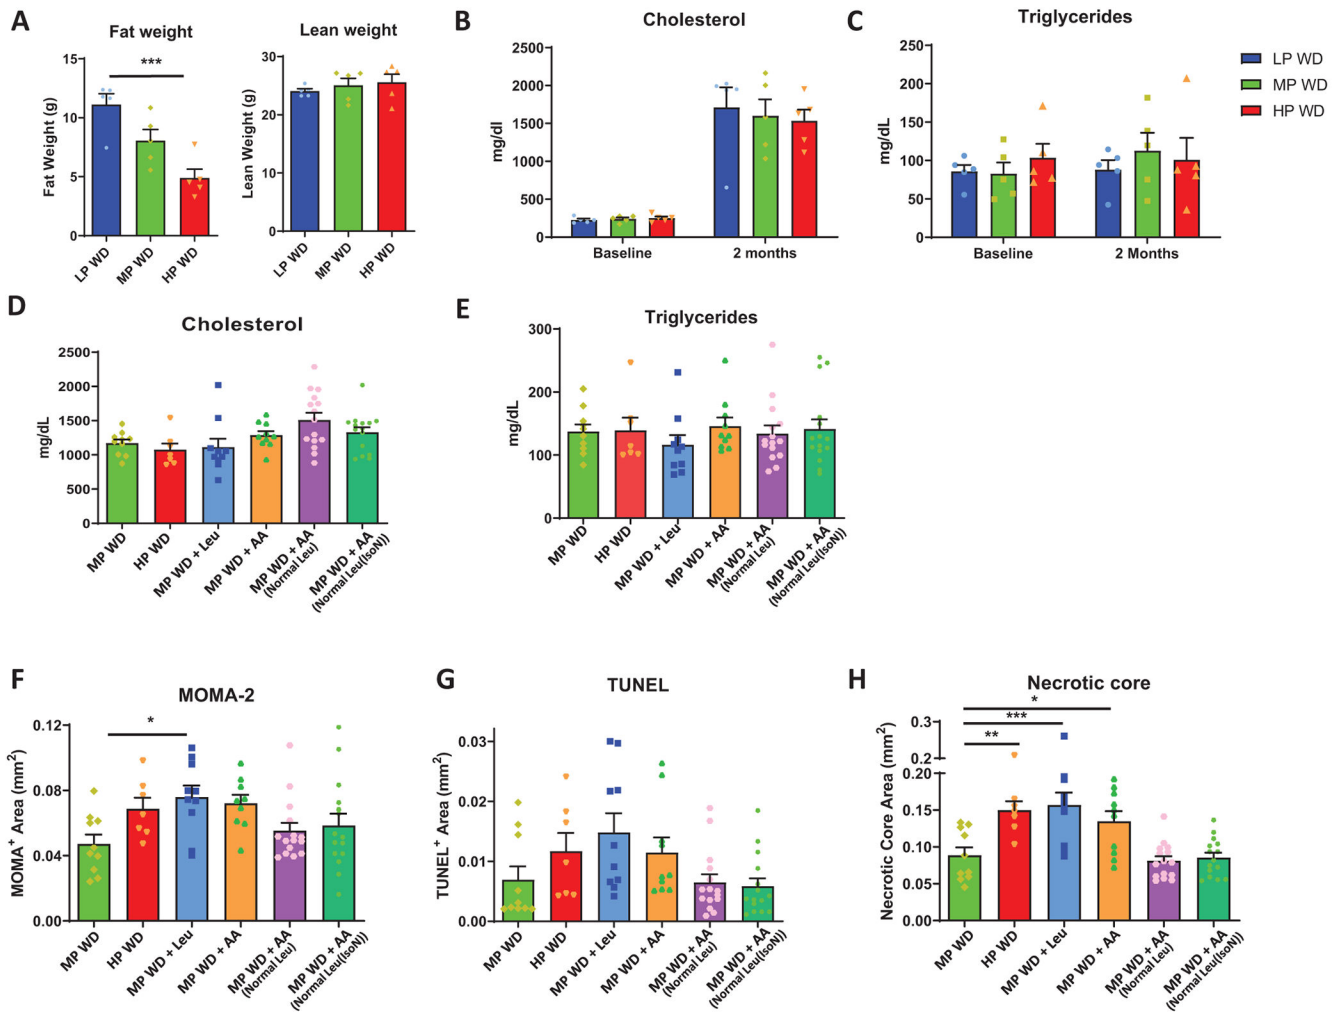 A
Fat weight
Fat Weight (g)
15
10
5
0
***
LP WD
MP WD
HP WD
Lean weight
Lean Weight (g)
30
20
10
0
LP WD
MP WD
HP WD
B
Cholesterol
mg/dl
2500
2000
1500
1000
500
0
Baseline
2 months
C
Triglycerides
mg/dL
250
200
150
100
50
0
Baseline
2 Months
LP WD
MP WD
HP WD
D
Cholesterol
mg/dL
2500
2000
1500
1000
500
0
MP WD
HP WD
MP WD + Leu
MP WD + AA
MP WD + AA
(Normal Leu)
MP WD + AA
(Normal Leu(IsoN))
E
Triglycerides
mg/dL
300
200
100
0
MP WD
HP WD
MP WD + Leu
MP WD + AA
MP WD + AA
(Normal Leu)
MP WD + AA
(Normal Leu(IsoN))
F
MOMA-2
MOMA⁺ Area (mm²)
0.12
0.08
0.04
0.00
*
MP WD
HP WD
MP WD + Leu
MP WD + AA
MP WD + AA
(Normal Leu)
MP WD + AA
(Normal Leu(IsoN))
G
TUNEL
TUNEL⁺ Area (mm²)
0.03
0.02
0.01
0.00
MP WD
HP WD
MP WD + Leu
MP WD + AA
MP WD + AA
(Normal Leu)
MP WD + AA
(Normal Leu(IsoN))
H
Necrotic core
Necrotic Core Area (mm²)
0.3
0.2
0.20
0.15
0.10
0.05
0.00
*
***
**
MP WD
HP WD
MP WD + Leu
MP WD + AA
MP WD + AA
(Normal Leu)
MP WD + AA
(Normal Leu(IsoN))